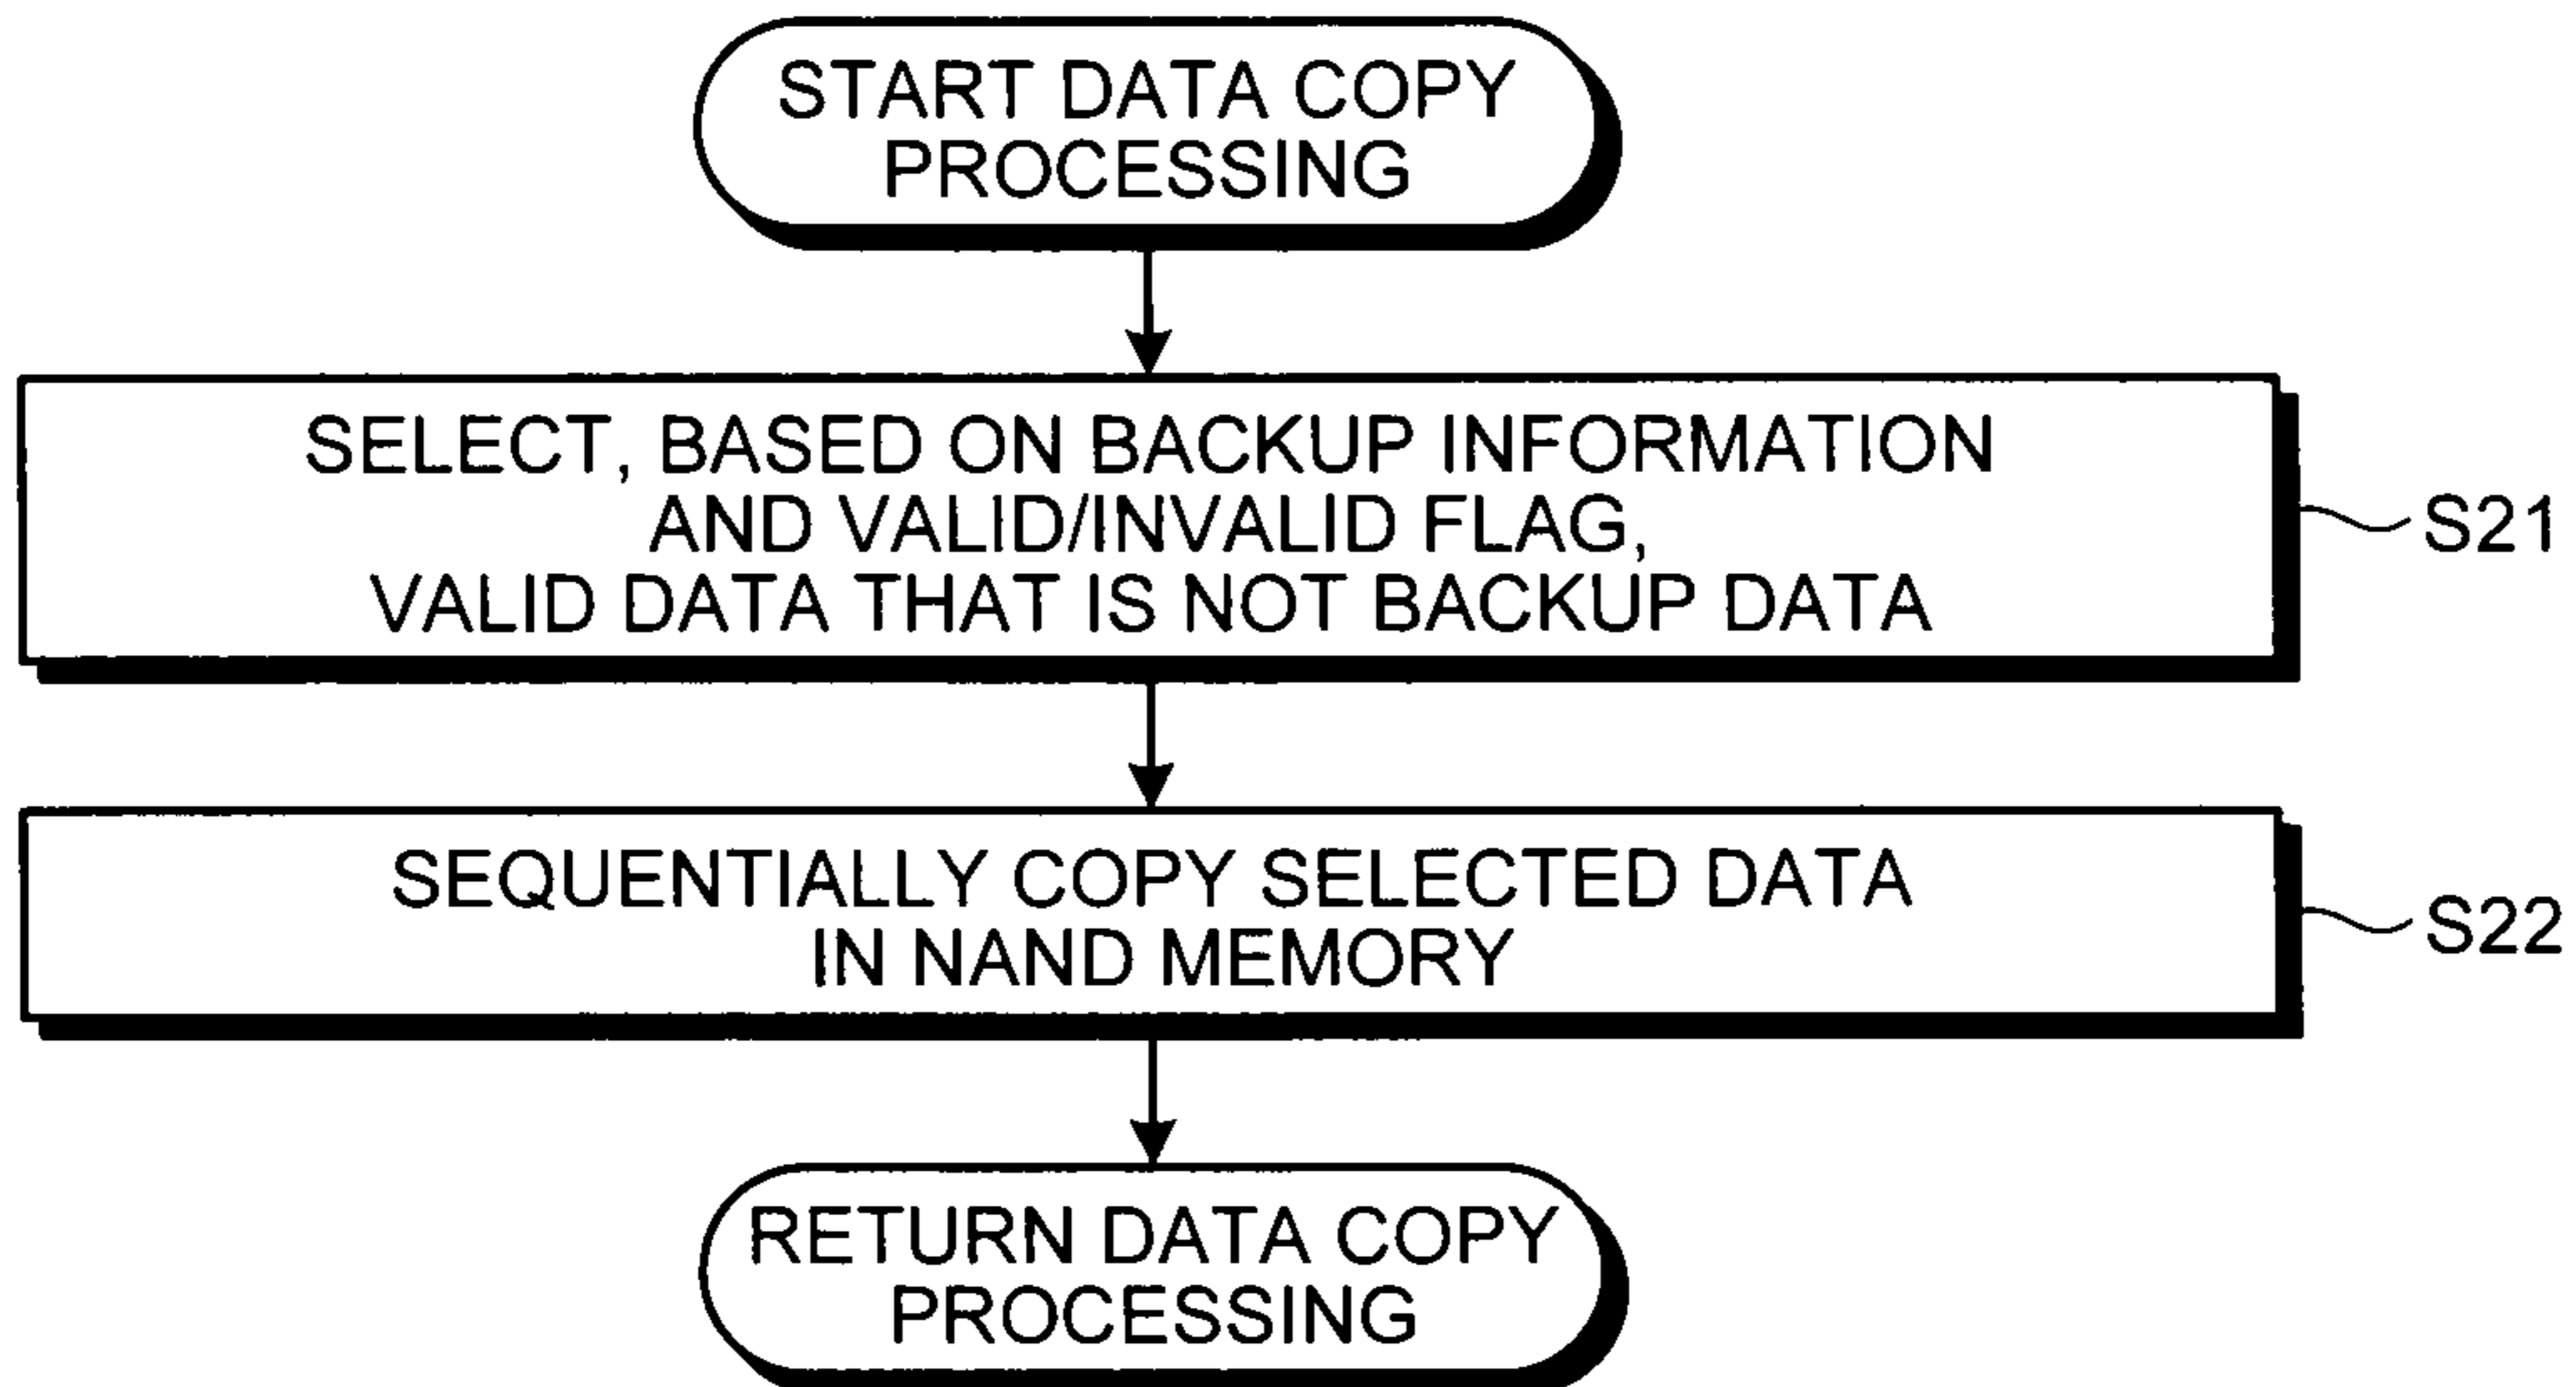 START DATA COPY
PROCESSING
SELECT, BASED ON BACKUP INFORMATION
AND VALID/INVALID FLAG,
VALID DATA THAT IS NOT BACKUP DATA
S21
SEQUENTIALLY COPY SELECTED DATA
IN NAND MEMORY
S22
RETURN DATA COPY
PROCESSING